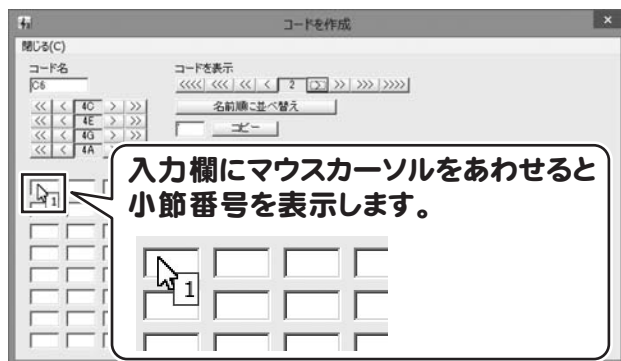 コードを作成
×
閉じる(C)
コード名
コードを表示
C6
<<<< <<< << < 2 >> >>> >>>>
<< < 4C > >>
名前順に並べ替え
<< < 4E > >>
<< < 4G > >>
コピー
<< < 4A
入力欄にマウスカーソルをあわせると
小節番号を表示します。
1
1